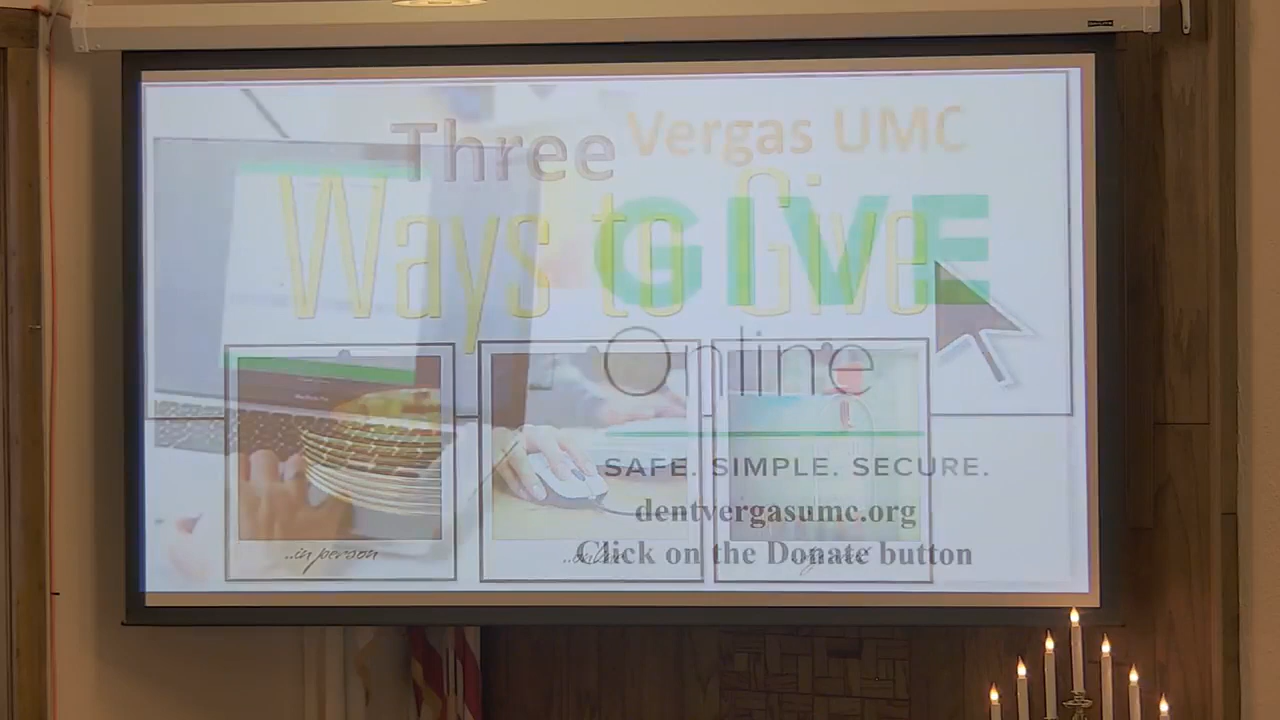 Three
Vergas UMC
Ways to Give
GIVE
Online
SAFE. SIMPLE. SECURE.
dentvergasumc.org
Click on the Donate button
..in person
..online